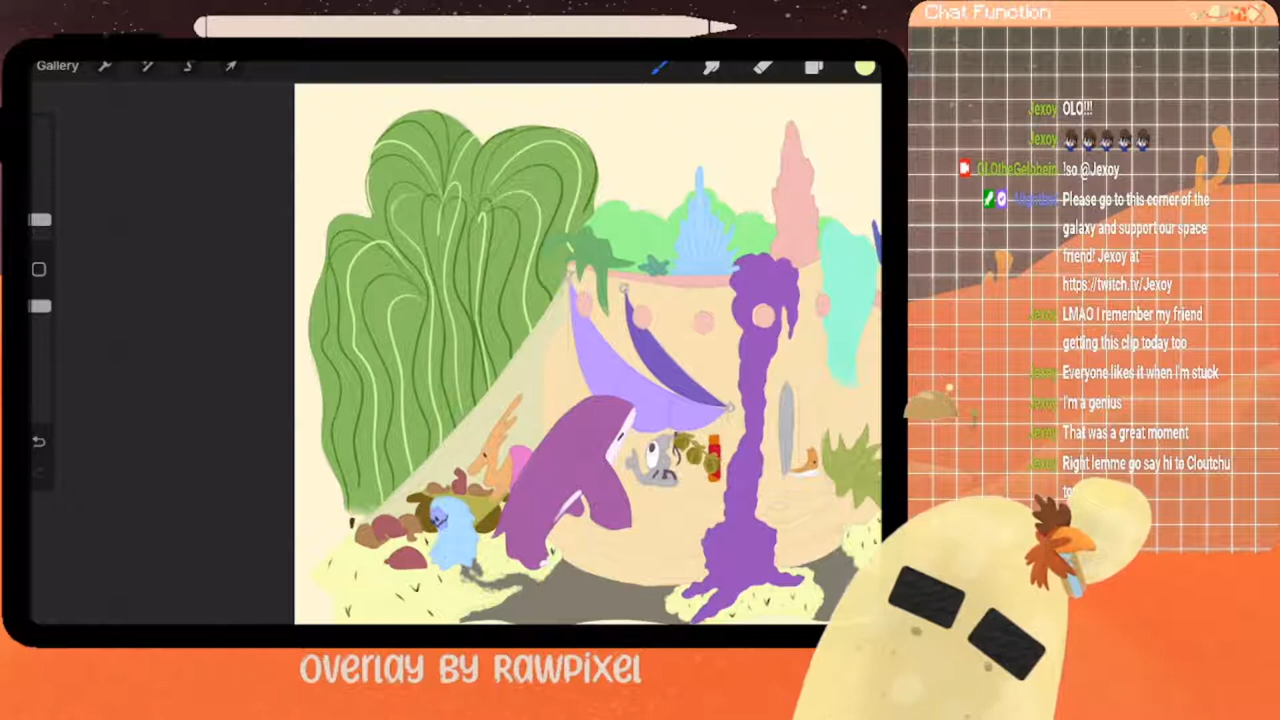 Chat Function
Gallery
Jexoy OLO!!!
Jexoy
!so @Jexoy
Please go to this corner of the
galaxy and support our space
friend! Jexoy at
https://twitch.tv/Jexoy
Jexoy LMAO I remember my friend
getting this clip today too
Jexoy Everyone likes it when I'm stuck
Jexoy I'm a genius
Jexoy That was a great moment
Jexoy Right lemme go say hi to Cloutchu
OVERLAY BY RAWPIXEL